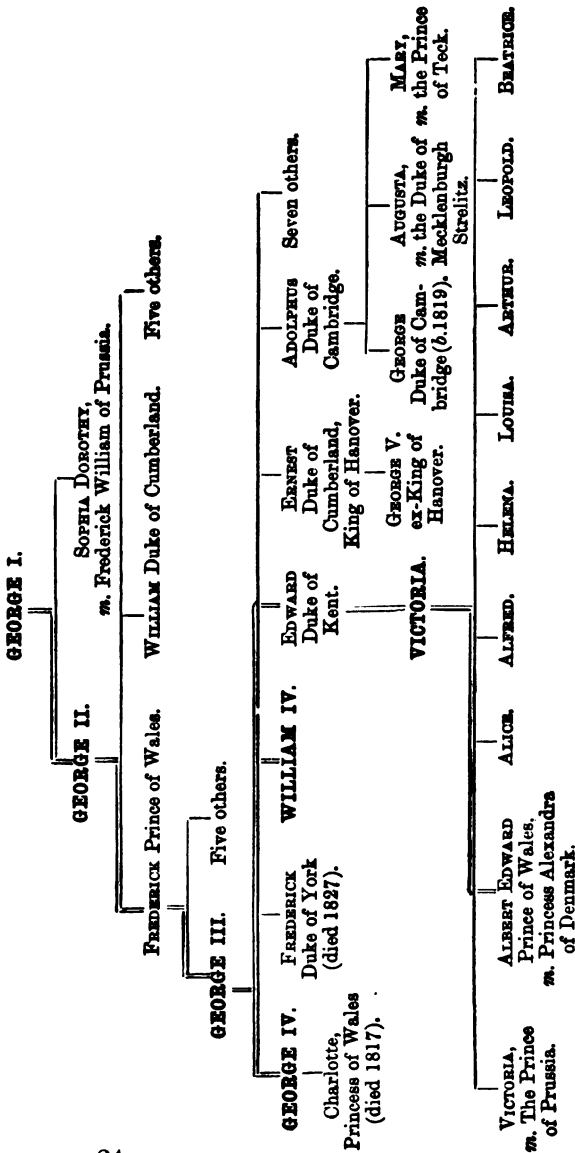 GEORGE I.
GEORGE II.
SOPHIA DOROTHY,
m. Frederick William of Prussia.
FREDERICK Prince of Wales.
WILLIAM Duke of Cumberland.
Five others.
GEORGE III.
Five others.
GEORGE IV.
Charlotte,
Princess of Wales
(died 1817).
FREDERICK
Duke of York
(died 1827).
WILLIAM IV.
EDWARD
Duke of
Kent.
ERNEST
Duke of
Cumberland,
King of Hanover.
ADOLPHUS
Duke of
Cambridge.
Seven others.
VICTORIA.
GEORGE V.
ex-King of
Hanover.
GEORGE
Duke of Cam-
bridge (b.1819).
AUGUSTA,
m. the Duke of
Mecklenburgh
Strelitz.
MARY,
m. the Prince
of Teck.
VICTORIA,
m. The Prince
of Prussia.
ALBERT EDWARD
Prince of Wales.
m. Princess Alexandra
of Denmark.
ALICE.
ALFRED.
HELENA.
LOUISA.
ARTHUR.
LEOPOLD.
BEATRICE.